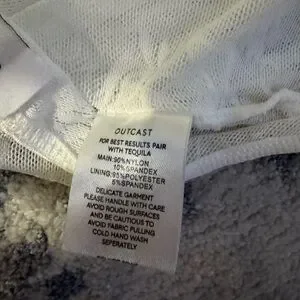 OUTCAST
FOR BEST RESULTS PAIR
WITH TEQUILA
MAIN: 90%NYLON
10%SPANDEX
LINING: 95%POLYESTER
5%SPANDEX
DELICATE GARMENT
PLEASE HANDLE WITH CARE
AVOID ROUGH SURFACES
AND BE CAUTIOUS TO
AVOID FABRIC PULLING
COLD HAND WASH
SEPERATELY